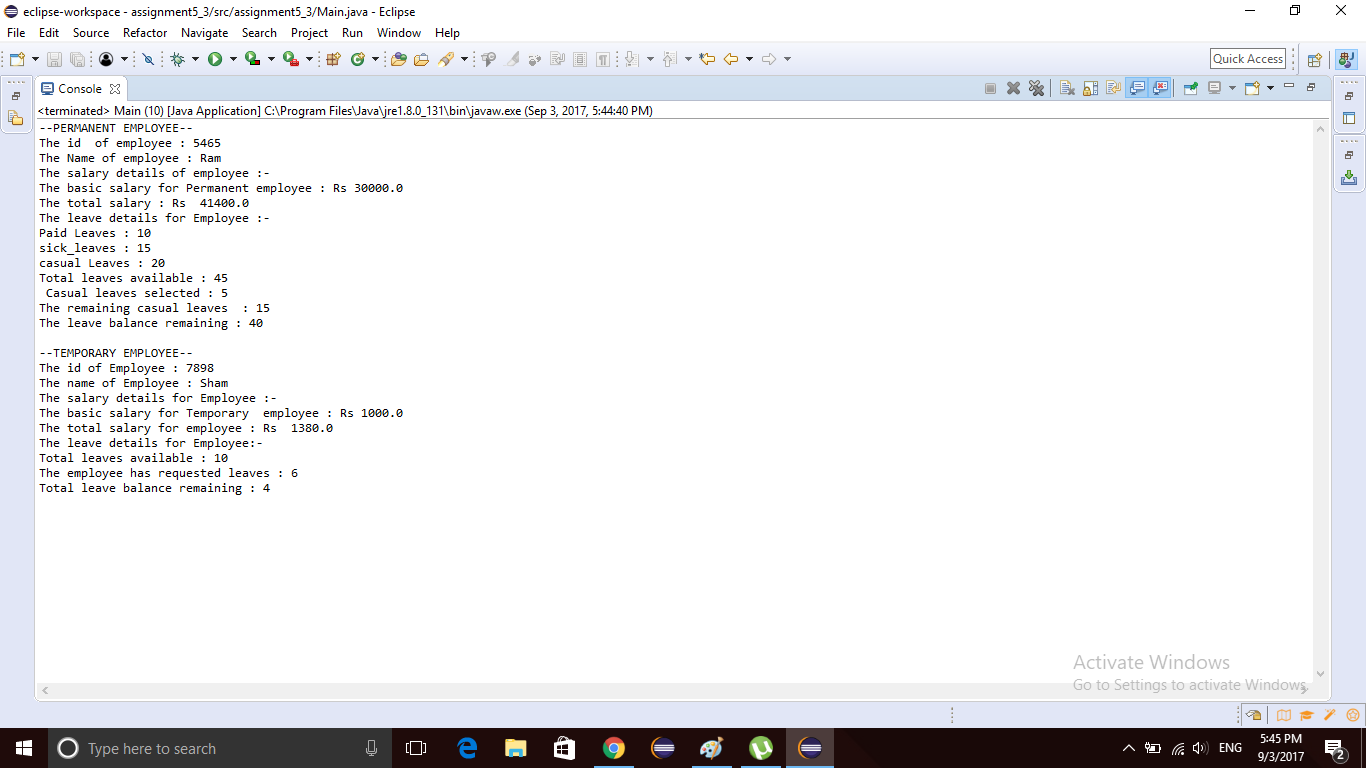 eclipse-workspace - assignment5_3/src/assignment5_3/Main.java - Eclipse
File Edit Source Refactor Navigate Search Project Run Window Help
Quick Access
Console
<terminated> Main (10) [Java Application] C:\Program Files\Java\jre1.8.0_131\bin\javaw.exe (Sep 3, 2017, 5:44:40 PM)
--PERMANENT EMPLOYEE--
The id  of employee : 5465
The Name of employee : Ram
The salary details of employee :-
The basic salary for Permanent employee : Rs 30000.0
The total salary : Rs  41400.0
The leave details for Employee :-
Paid Leaves : 10
sick_leaves : 15
casual Leaves : 20
Total leaves available : 45
 Casual leaves selected : 5
The remaining casual leaves  : 15
The leave balance remaining : 40
--TEMPORARY EMPLOYEE--
The id of Employee : 7898
The name of Employee : Sham
The salary details for Employee :-
The basic salary for Temporary  employee : Rs 1000.0
The total salary for employee : Rs  1380.0
The leave details for Employee:-
Total leaves available : 10
The employee has requested leaves : 6
Total leave balance remaining : 4
Activate Windows
Go to Settings to activate Windows.
Type here to search
ENG
5:45 PM
9/3/2017
2